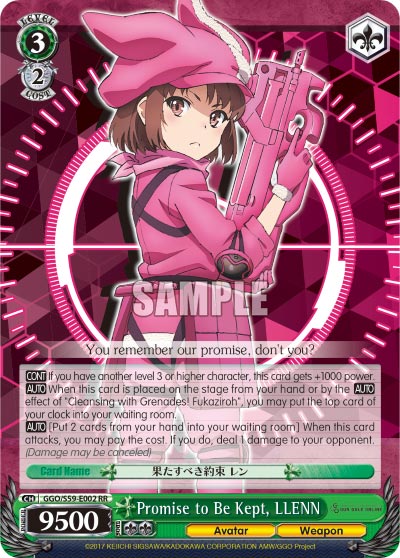 LEVEL
3
2
COST
SAMPLE
You remember our promise, don't you?
CONT If you have another level 3 or higher character, this card gets +1000 power.
AUTO When this card is placed on the stage from your hand or by the AUTO
effect of "Cleansing with Grenades! Fukaziroh", you may put the top card of
your clock into your waiting room.
AUTO [Put 2 cards from your hand into your waiting room] When this card
attacks, you may pay the cost. If you do, deal 1 damage to your opponent.
(Damage may be canceled)
Card Name 果たすべき約束 レン
CH GGO/S59-E002 RR
POWER 9500 Promise to Be Kept, LLENN
Avatar Weapon
©2017 KEIICHI SIGSAWA/KADOKAWA CORPORATION AMW/GGO Project